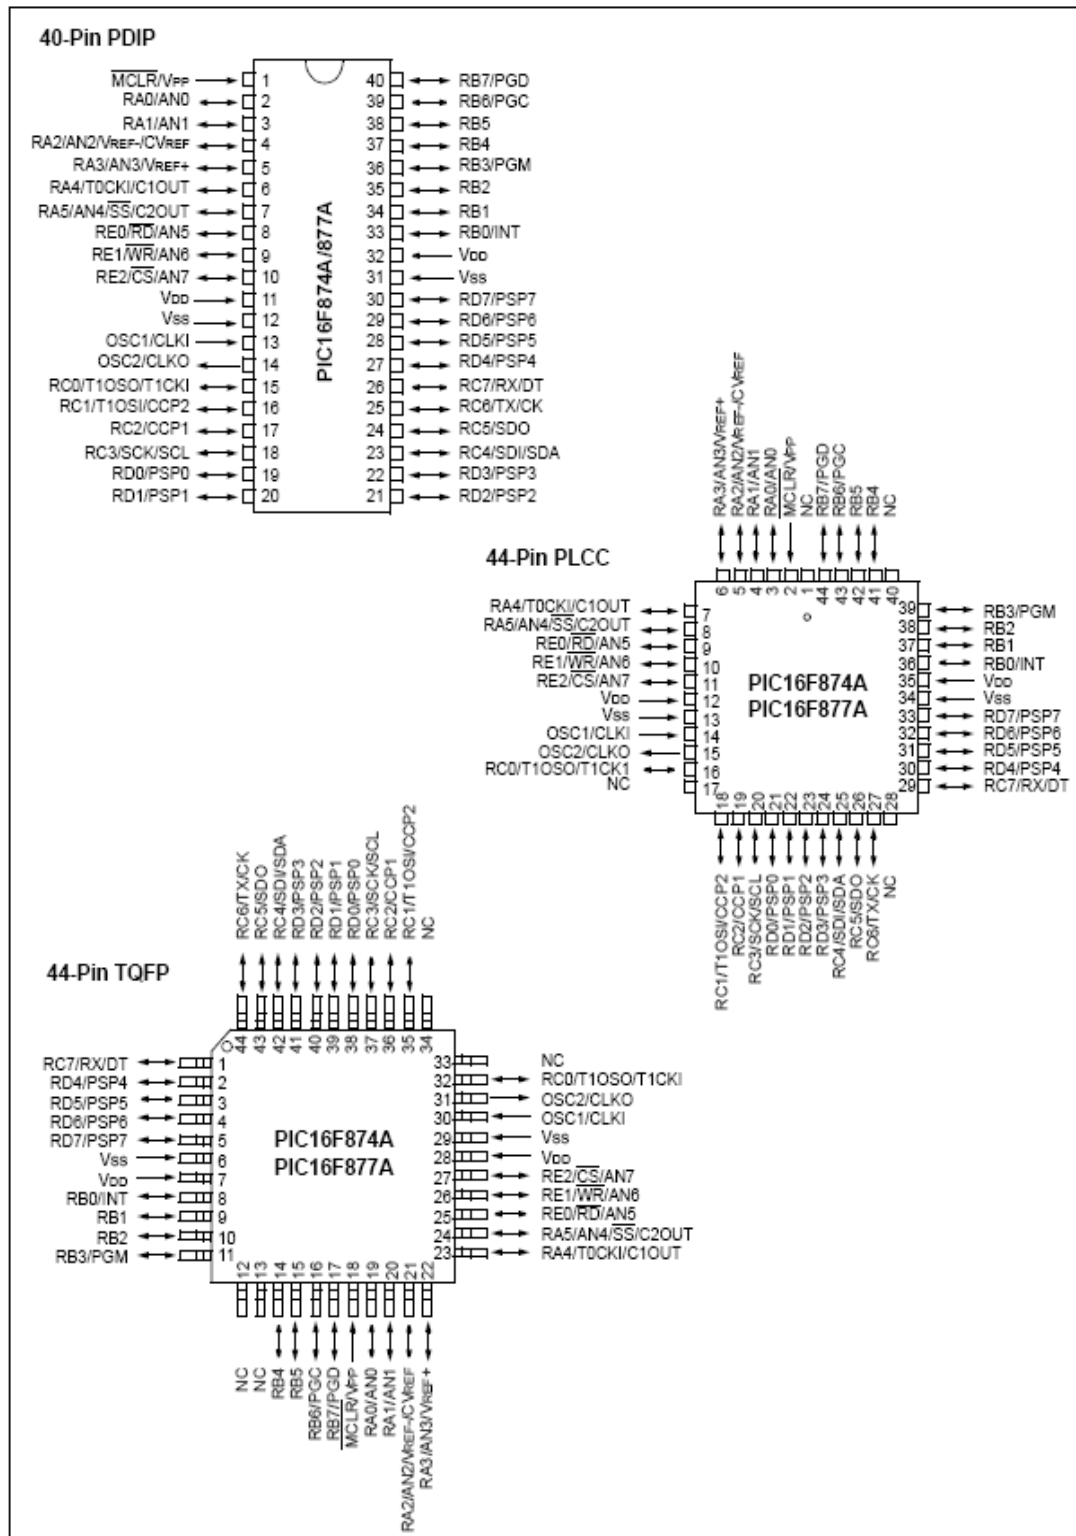 40-Pin PDIP
MCLR/VPP 1 40 RB7/PGD
RA0/AN0 2 39 RB6/PGC
RA1/AN1 3 38 RB5
RA2/AN2/VREF-/CVREF 4 37 RB4
RA3/AN3/VREF+ 5 36 RB3/PGM
RA4/T0CKI/C1OUT 6 35 RB2
RA5/AN4/SS/C2OUT 7 34 RB1
RE0/RD/AN5 8 33 RB0/INT
RE1/WR/AN6 9 32 VDD
RE2/CS/AN7 10 31 VSS
VDD 11 30 RD7/PSP7
VSS 12 29 RD6/PSP6
OSC1/CLKI 13 28 RD5/PSP5
OSC2/CLKO 14 27 RD4/PSP4
RC0/T1OSO/T1CKI 15 26 RC7/RX/DT
RC1/T1OSI/CCP2 16 25 RC6/TX/CK
RC2/CCP1 17 24 RC5/SDO
RC3/SCK/SCL 18 23 RC4/SDI/SDA
RD0/PSP0 19 22 RD3/PSP3
RD1/PSP1 20 21 RD2/PSP2
PIC16F874A/877A
44-Pin PLCC
RA3/AN3/VREF+
RA2/AN2/VREF-/CVREF
RA1/AN1
RA0/AN0
MCLR/VPP
NC
RB7/PGD
RB6/PGC
RB5
RB4
NC
6 5 4 3 2 1 44 43 42 41 40
RA4/T0CKI/C1OUT 7 39 RB3/PGM
RA5/AN4/SS/C2OUT 8 38 RB2
RE0/RD/AN5 9 37 RB1
RE1/WR/AN6 10 36 RB0/INT
RE2/CS/AN7 11 35 VDD
VDD 12 34 VSS
VSS 13 33 RD7/PSP7
OSC1/CLKI 14 32 RD6/PSP6
OSC2/CLKO 15 31 RD5/PSP5
RC0/T1OSO/T1CK1 16 30 RD4/PSP4
NC 17 29 RC7/RX/DT
PIC16F874A
PIC16F877A
18 19 20 21 22 23 24 25 26 27 28
RC1/T1OSI/CCP2
RC2/CCP1
RC3/SCK/SCL
RD0/PSP0
RD1/PSP1
RD2/PSP2
RD3/PSP3
RC4/SDI/SDA
RC5/SDO
RC6/TX/CK
NC
44-Pin TQFP
RC6/TX/CK
RC5/SDO
RC4/SDI/SDA
RD3/PSP3
RD2/PSP2
RD1/PSP1
RD0/PSP0
RC3/SCK/SCL
RC2/CCP1
RC1/T1OSI/CCP2
NC
44 43 42 41 40 39 38 37 36 35 34
RC7/RX/DT 1 33 NC
RD4/PSP4 2 32 RC0/T1OSO/T1CKI
RD5/PSP5 3 31 OSC2/CLKO
RD6/PSP6 4 30 OSC1/CLKI
RD7/PSP7 5 29 VSS
VSS 6 28 VDD
VDD 7 27 RE2/CS/AN7
RB0/INT 8 26 RE1/WR/AN6
RB1 9 25 RE0/RD/AN5
RB2 10 24 RA5/AN4/SS/C2OUT
RB3/PGM 11 23 RA4/T0CKI/C1OUT
PIC16F874A
PIC16F877A
12 13 14 15 16 17 18 19 20 21 22
NC
NC
RB4
RB5
RB6/PGC
RB7/PGD
MCLR/VPP
RA0/AN0
RA1/AN1
RA2/AN2/VREF-/CVREF
RA3/AN3/VREF+